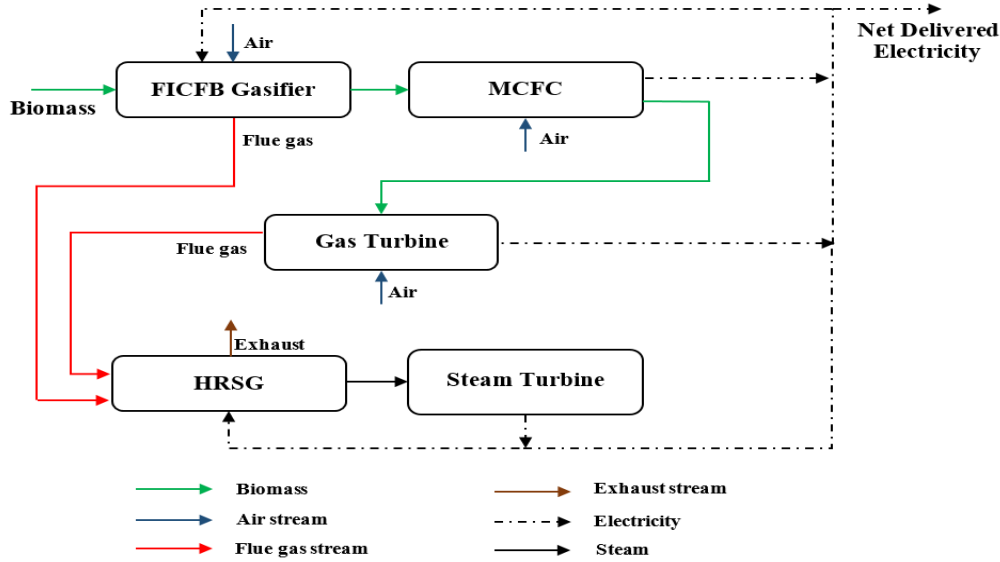 Net Delivered
Electricity
Air
FICFB Gasifier
MCFC
Biomass
Flue gas
Air
Gas Turbine
Flue gas
Air
Exhaust
HRSG
Steam Turbine
Biomass
Exhaust stream
Air stream
Electricity
Flue gas stream
Steam